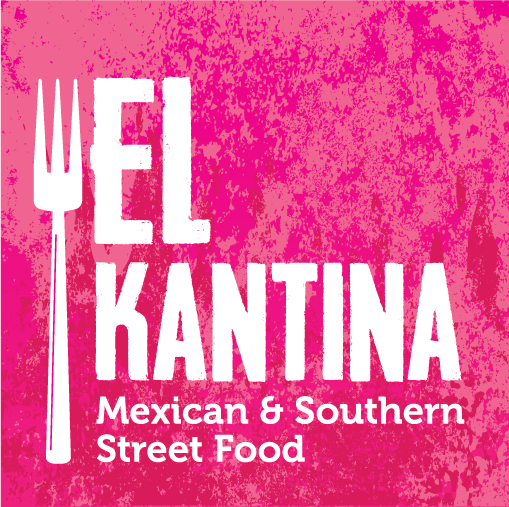 EL
KANTINA
Mexican & Southern
Street Food